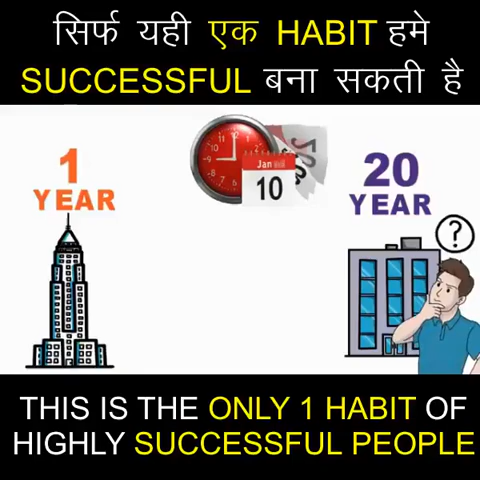 सिर्फ यही एक HABIT हमे
SUCCESSFUL बना सकती है
1
YEAR
Jan
10
20
YEAR
?
THIS IS THE ONLY 1 HABIT OF
HIGHLY SUCCESSFUL PEOPLE